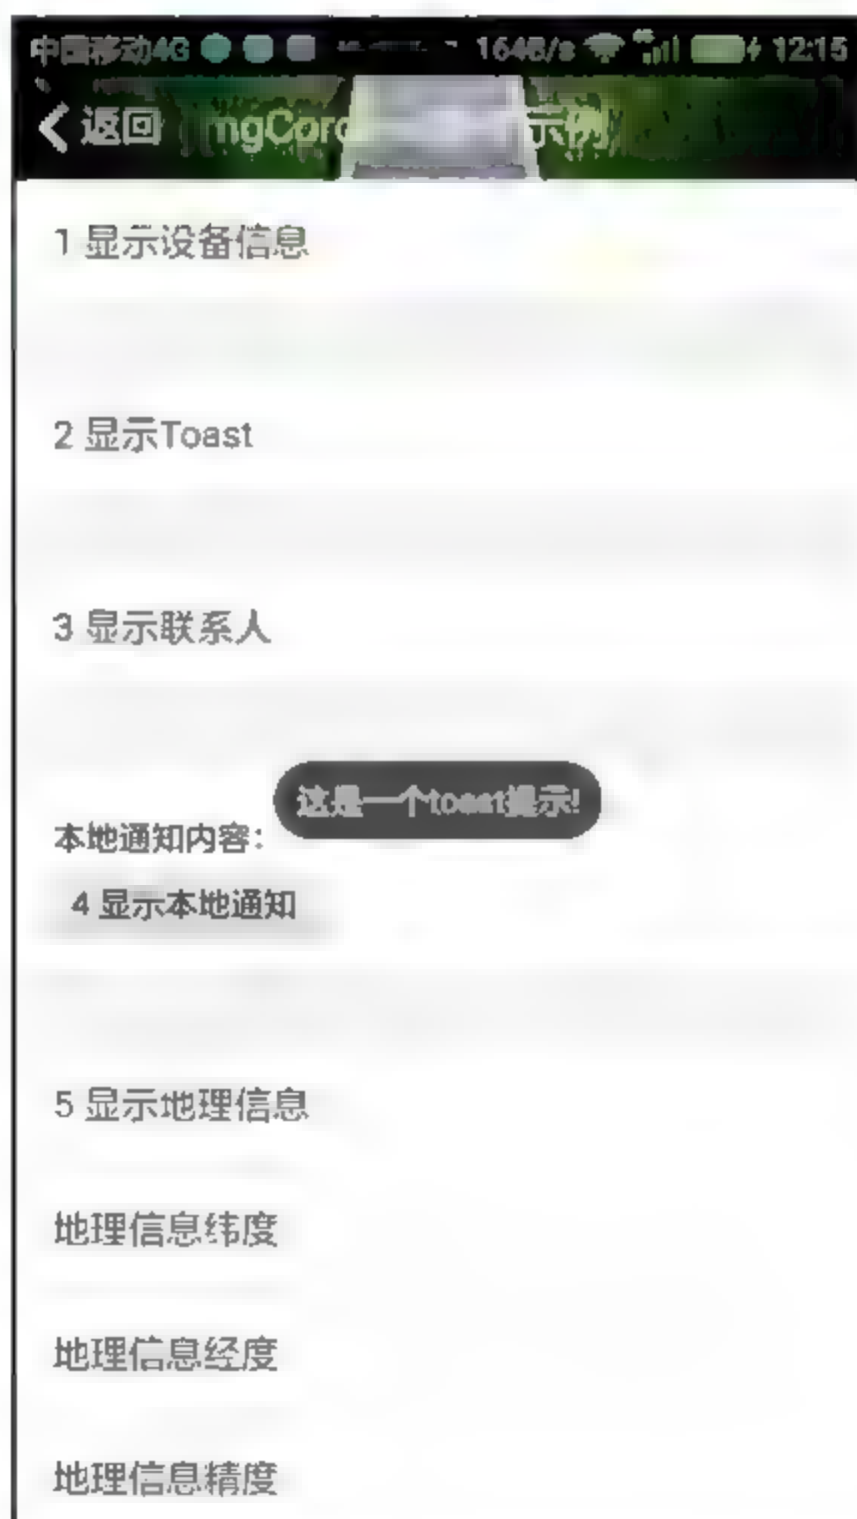 中国移动4G 164B/s 12:15
返回 示例
1 显示设备信息
2 显示Toast
3 显示联系人
这是一个toast提示!
本地通知内容:
4 显示本地通知
5 显示地理信息
地理信息纬度
地理信息经度
地理信息精度